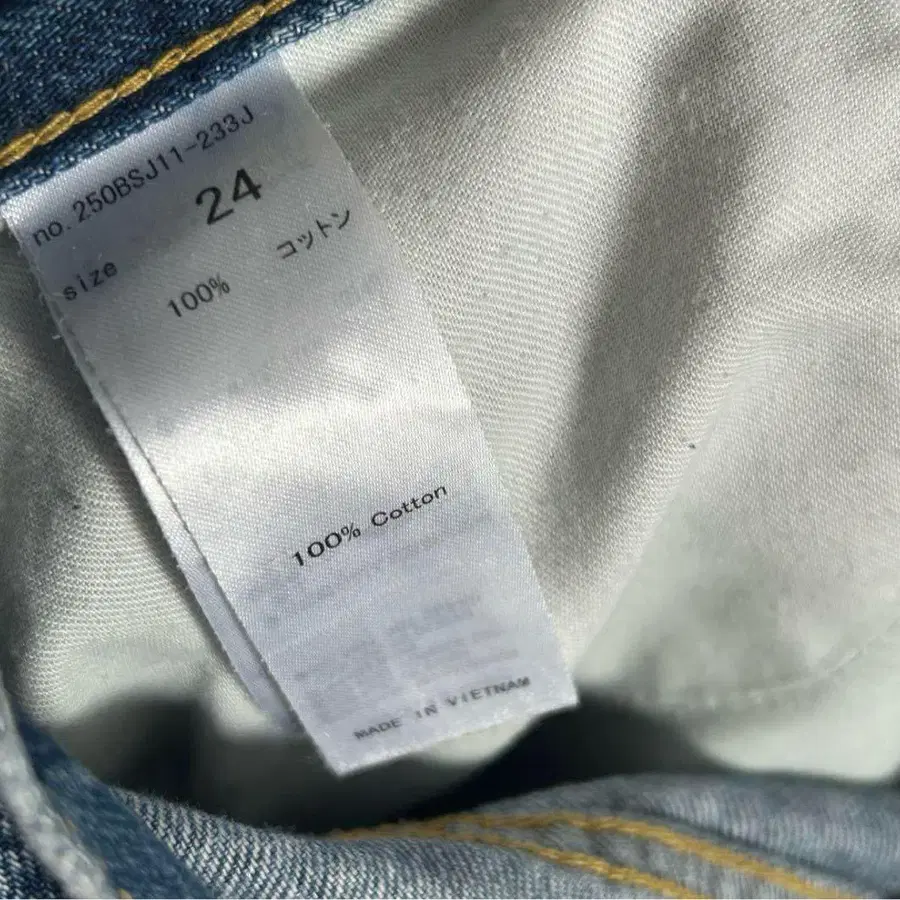 no.250BSJ11-233J
size 24
100% コットン
100% Cotton
MADE IN VIETNAM